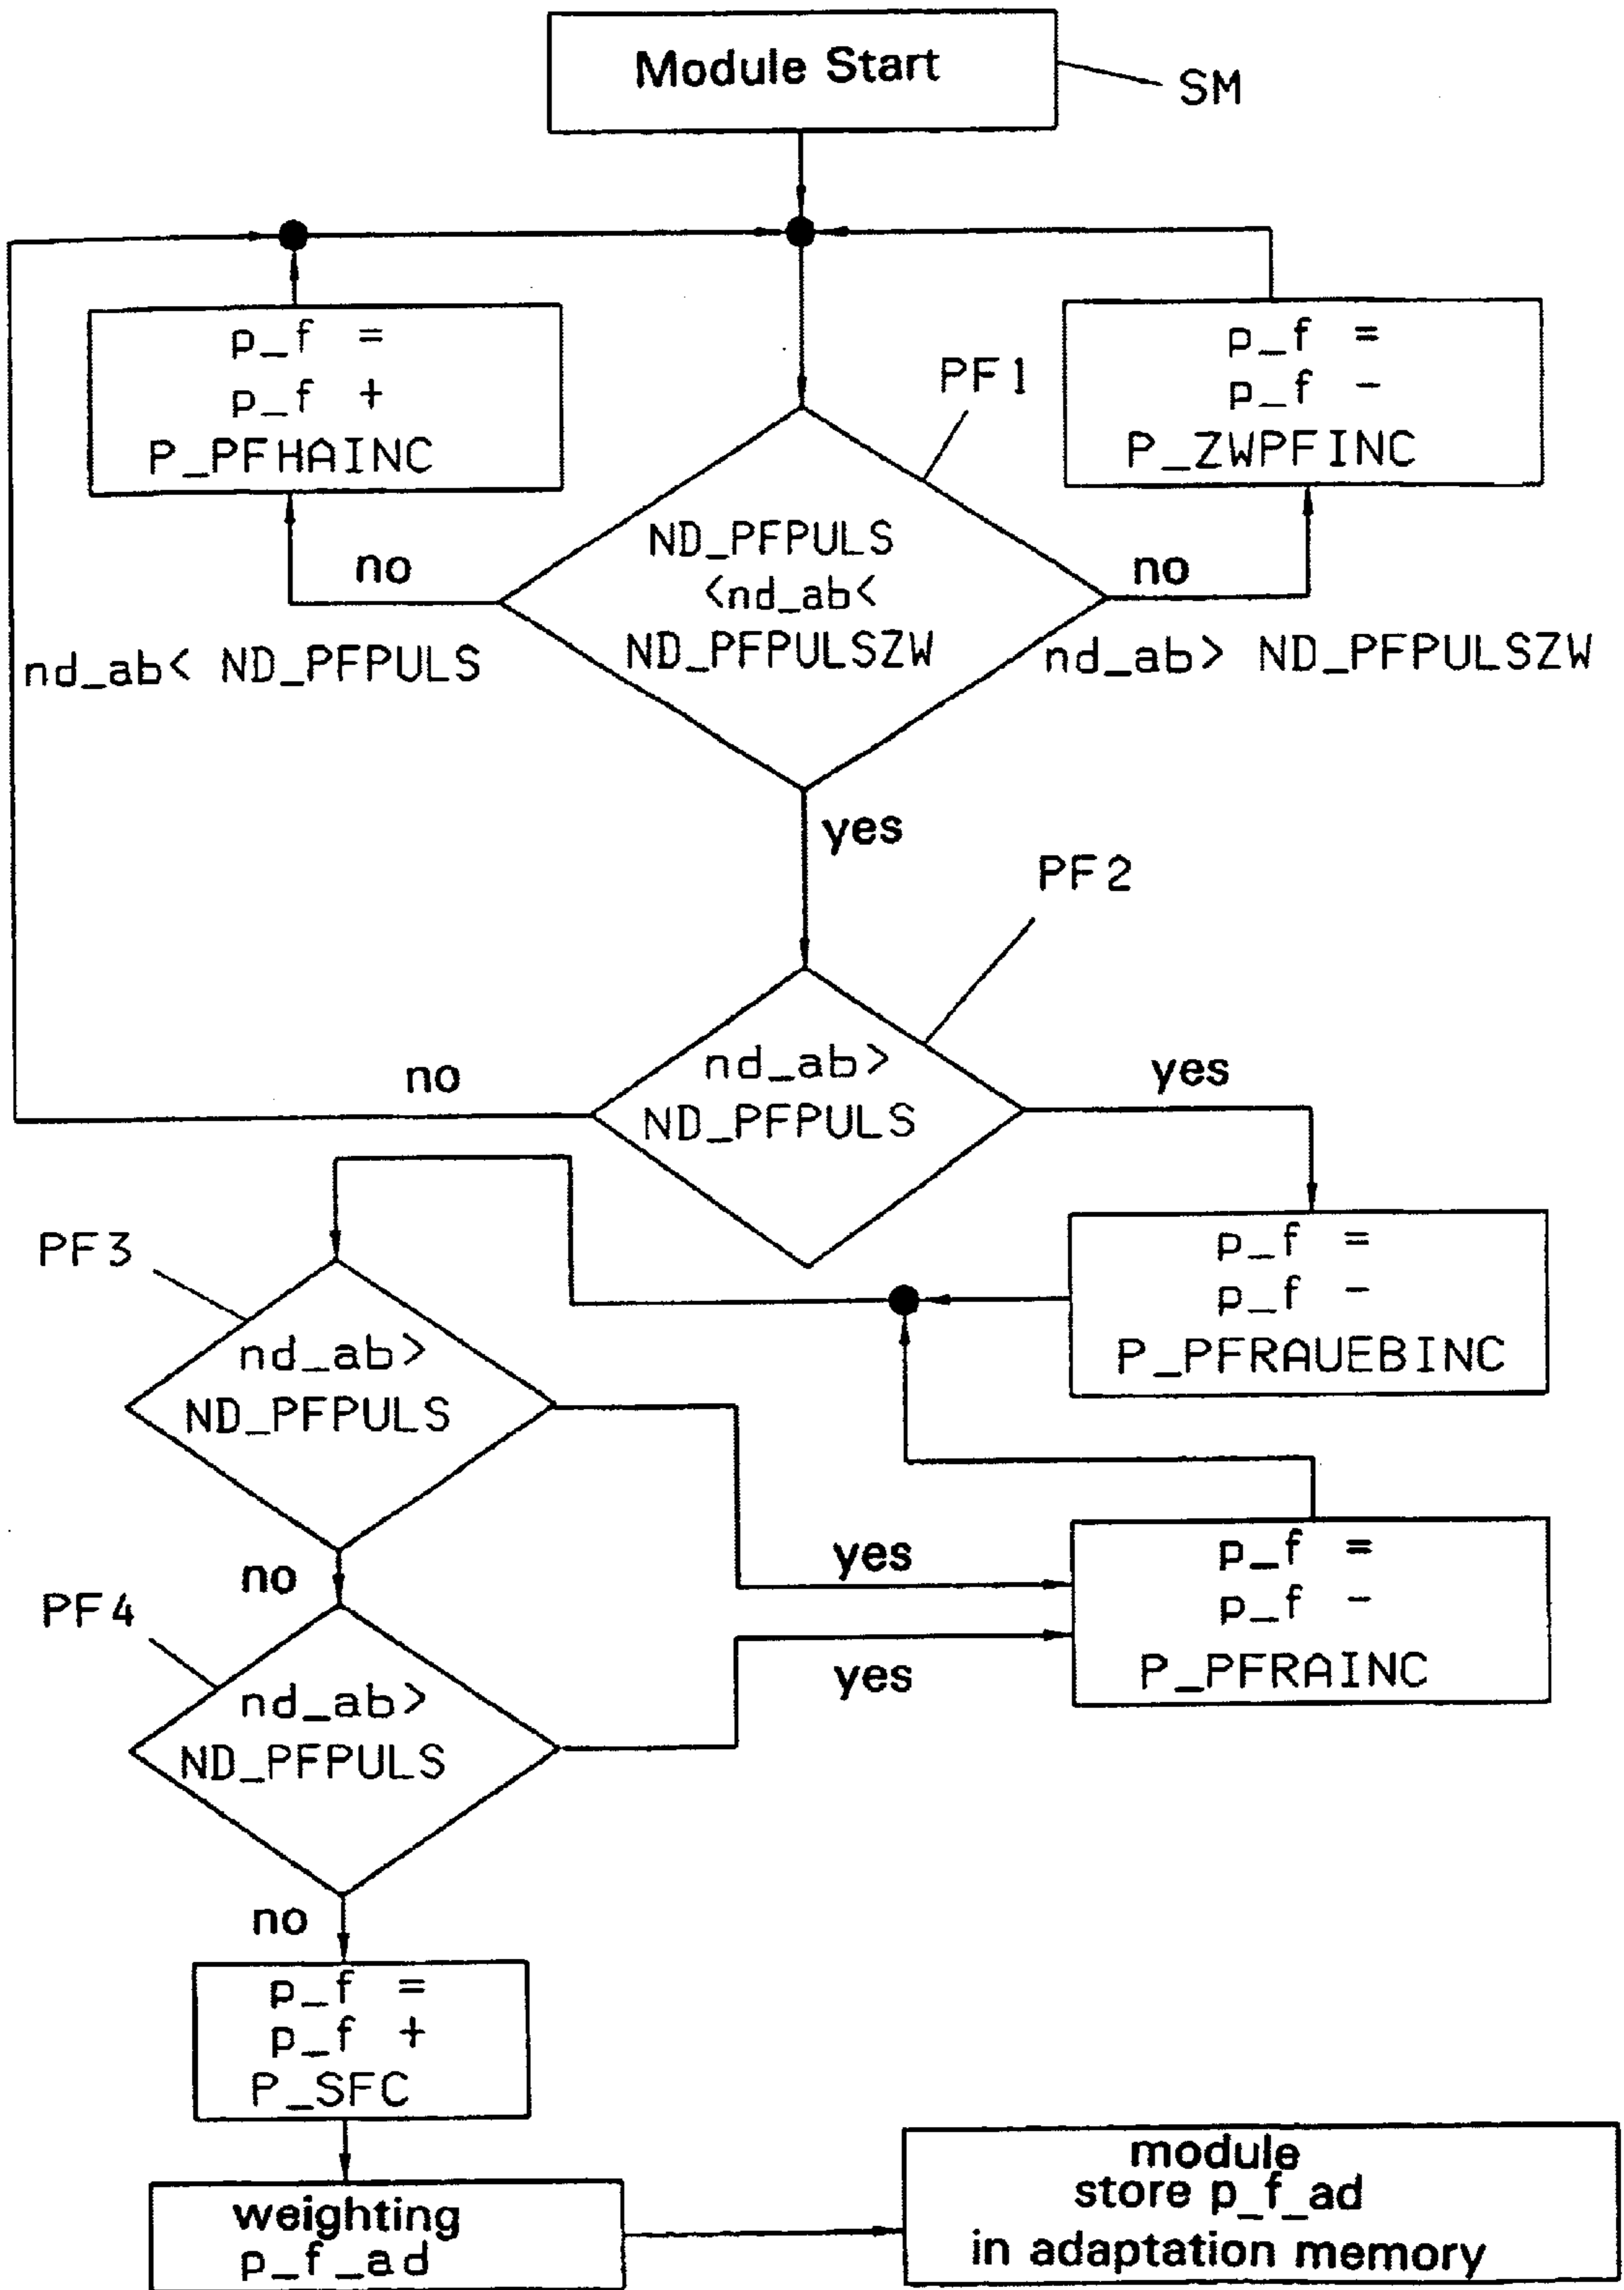 Module Start
SM
p_f =
p_f +
P_PFHAINC
p_f =
p_f -
P_ZWPFINC
PF1
ND_PFPULS
<nd_ab<
ND_PFPULSZW
no
no
nd_ab< ND_PFPULS
nd_ab> ND_PFPULSZW
yes
PF2
nd_ab>
ND_PFPULS
no
yes
p_f =
p_f -
P_PFRAUEBINC
PF3
nd_ab>
ND_PFPULS
no
yes
p_f =
p_f -
P_PFRAINC
PF4
nd_ab>
ND_PFPULS
yes
no
p_f =
p_f +
P_SFC
weighting
p_f_ad
module
store p_f_ad
in adaptation memory